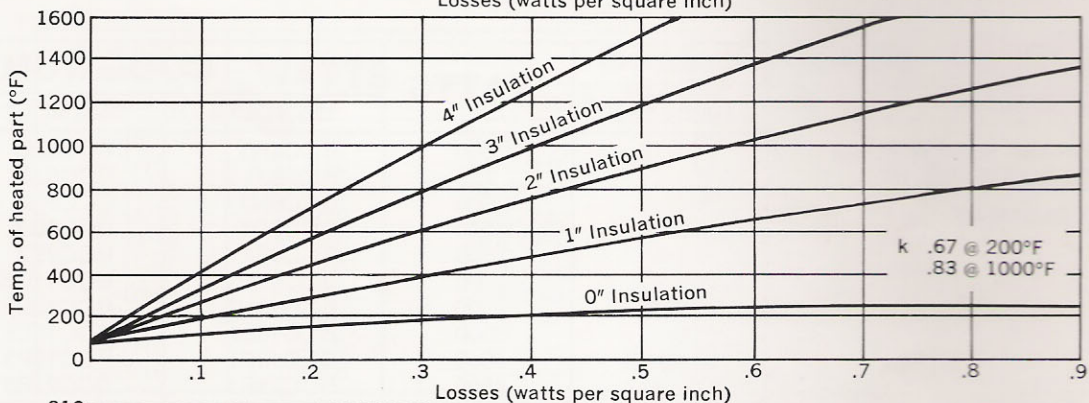 Losses (watts per square inch)
1600
1400
1200
1000
800
600
400
200
0
Temp. of heated part (°F)
4″ Insulation
3″ Insulation
2″ Insulation
1″ Insulation
0″ Insulation
k .67 @ 200°F
.83 @ 1000°F
.1 .2 .3 .4 .5 .6 .7 .8 .9
Losses (watts per square inch)